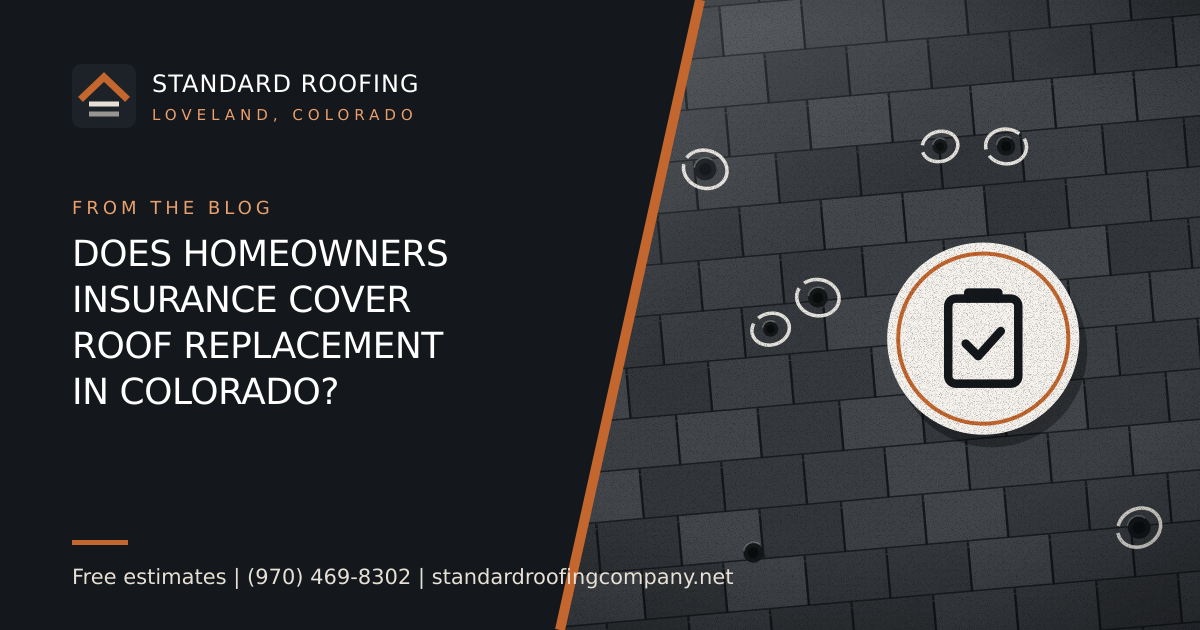 STANDARD ROOFING
LOVELAND, COLORADO
FROM THE BLOG
DOES HOMEOWNERS
INSURANCE COVER
ROOF REPLACEMENT
IN COLORADO?
Free estimates | (970) 469-8302 | standardroofingcompany.net